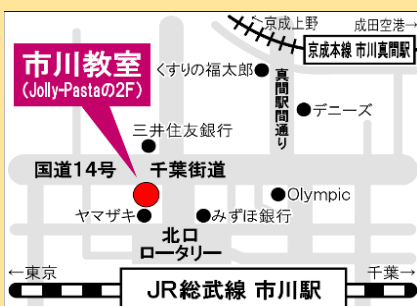 ←京成上野
成田空港→
京成本線 市川真間駅
市川教室
(Jolly-Pastaの2F)
くすりの福太郎
真間駅間通り
デニーズ
三井住友銀行
国道14号
千葉街道
Olympic
ヤマザキ
みずほ銀行
北口
ロータリー
←東京
千葉→
JR総武線 市川駅